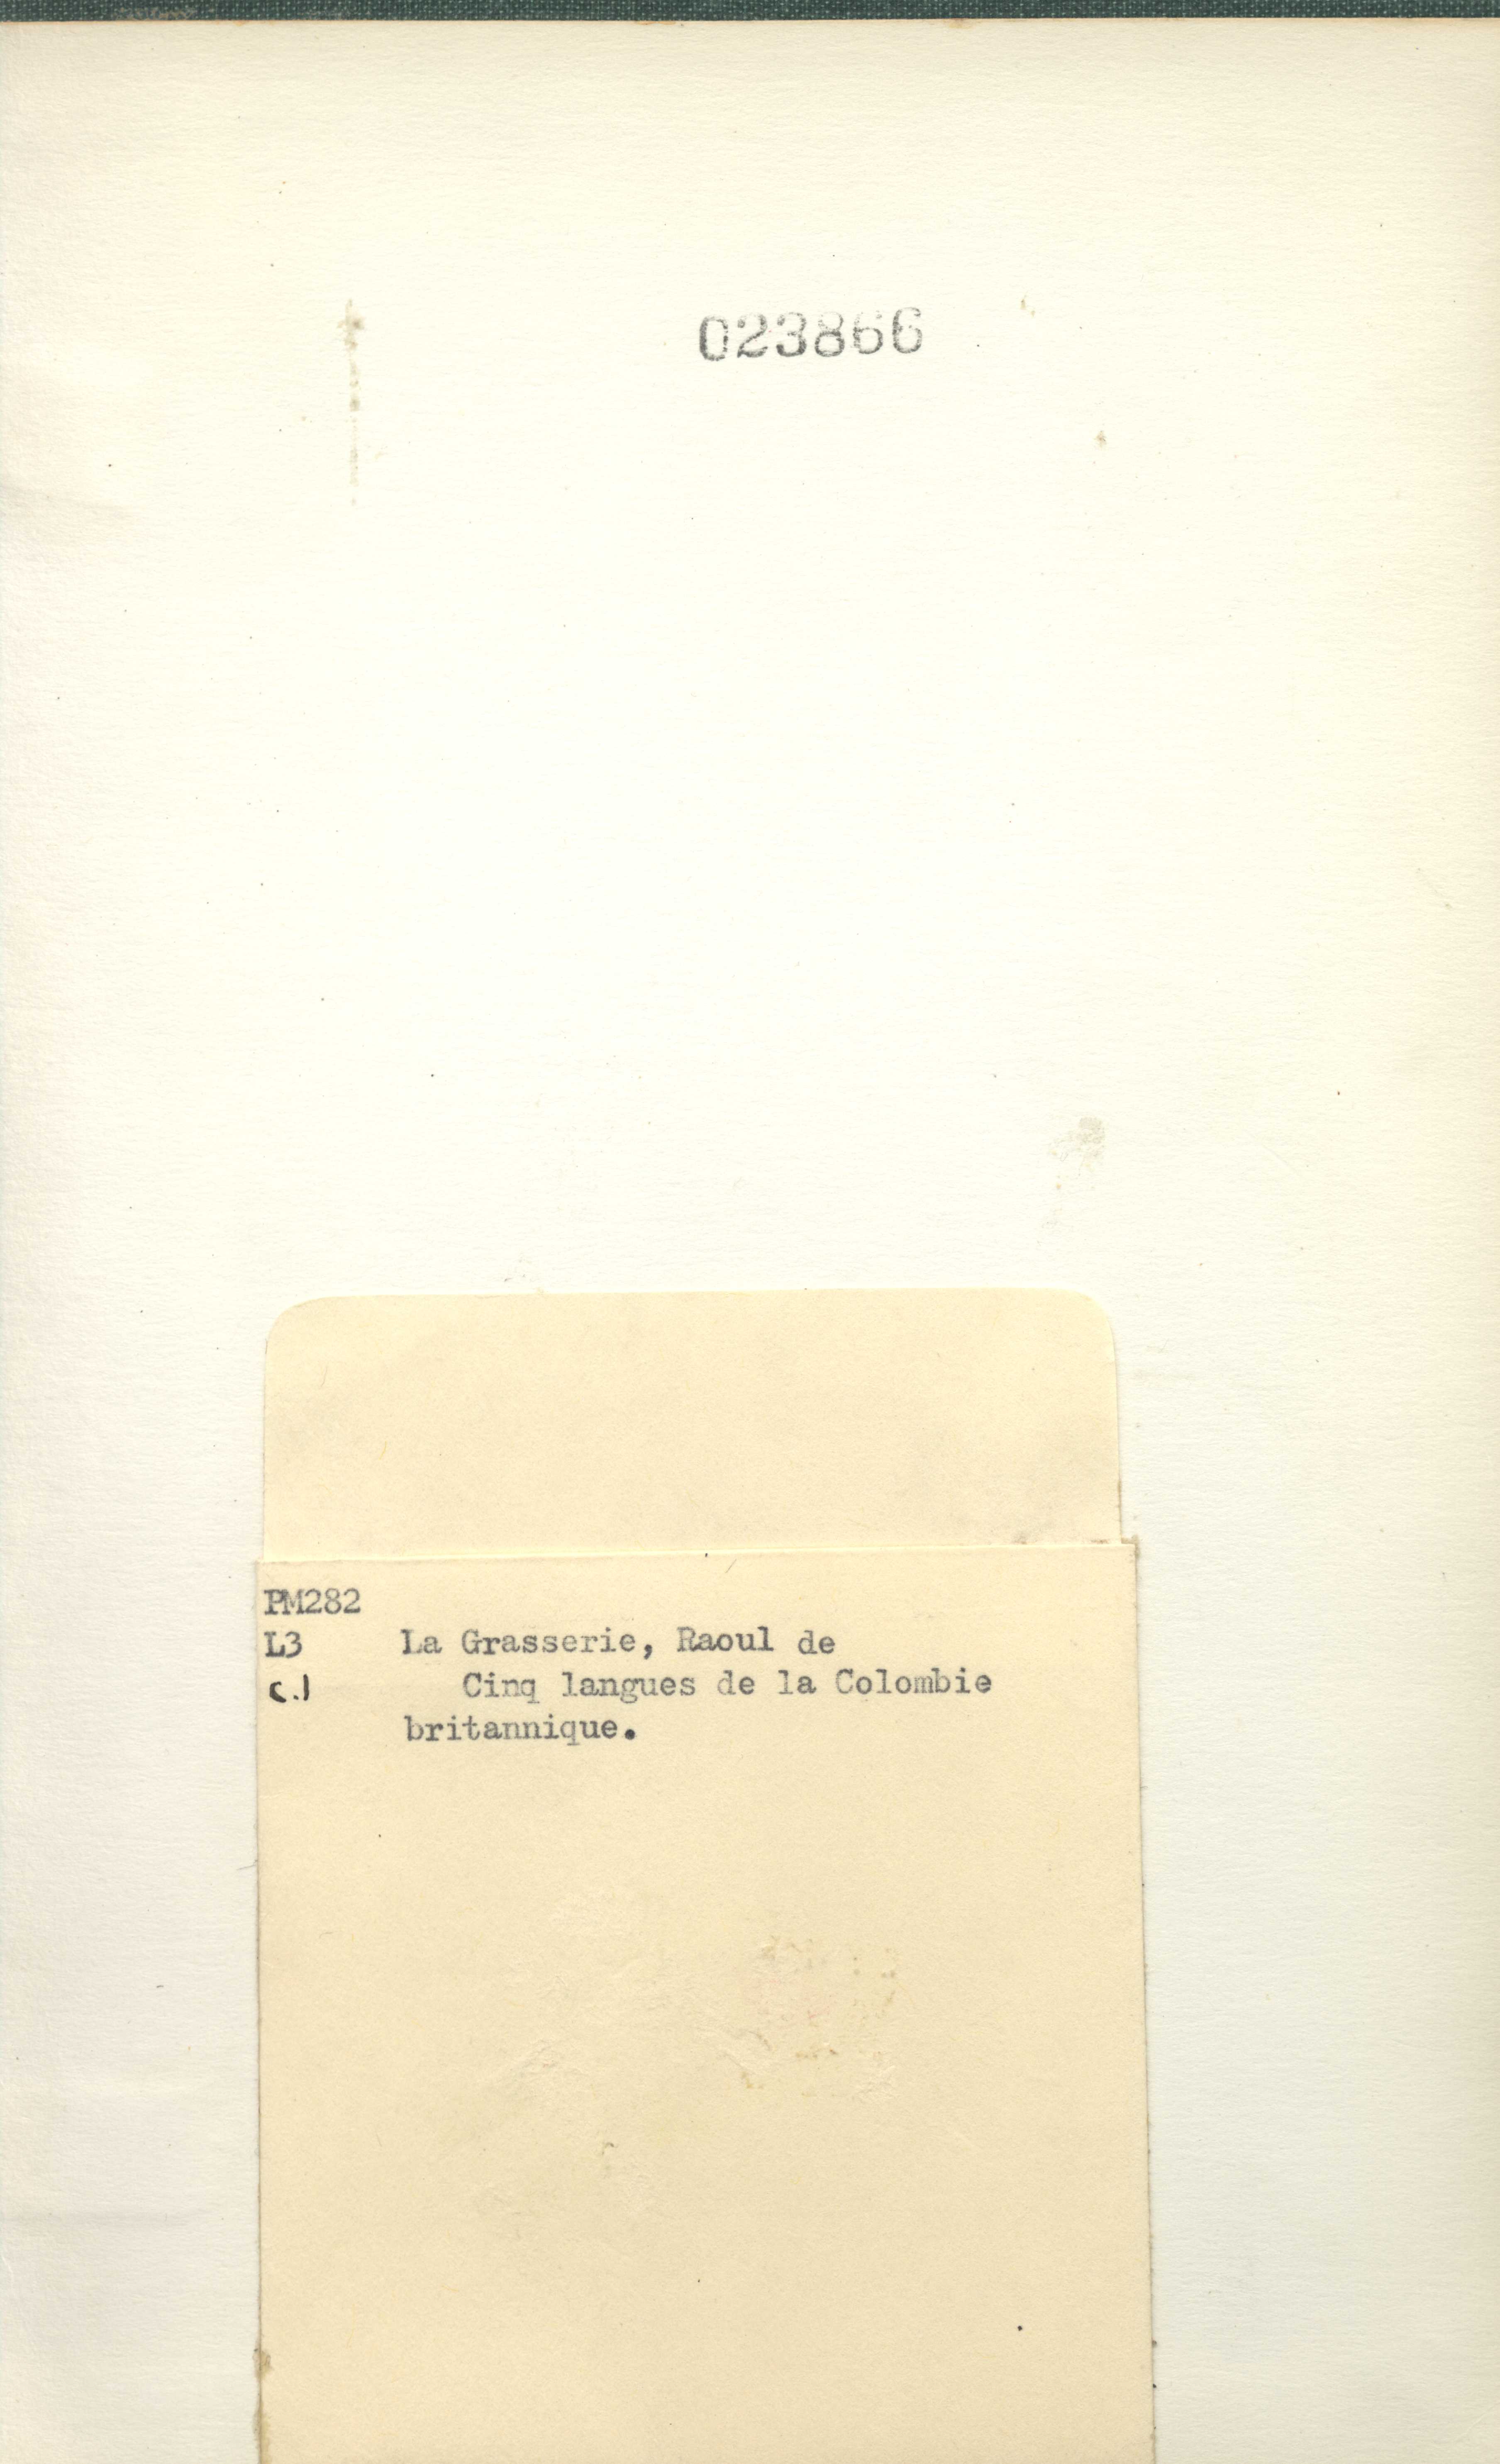 023866
PM282
L3 La Grasserie, Raoul de
c.1 Cinq langues de la Colombie
britannique.